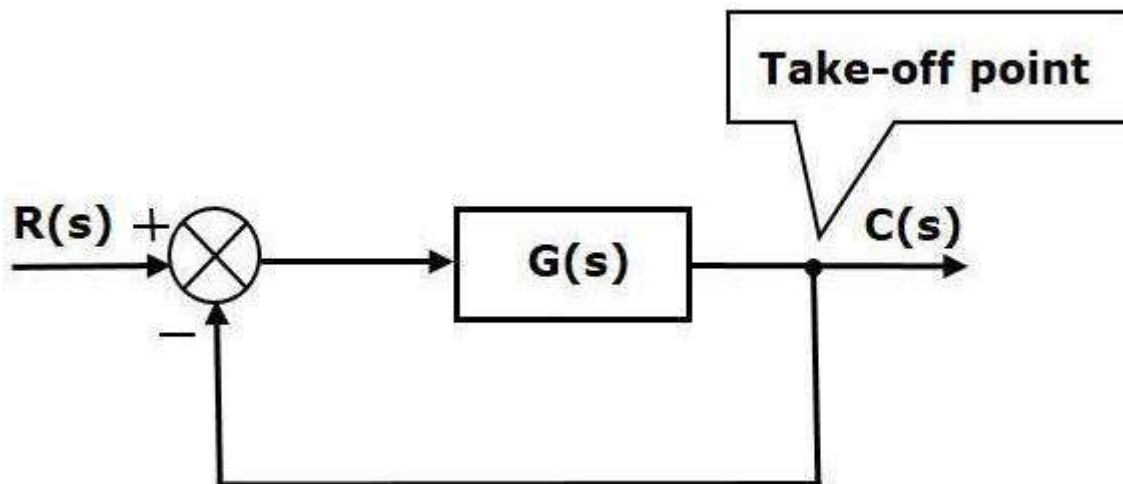 Take-off point
R(s) +
G(s)
C(s)
−